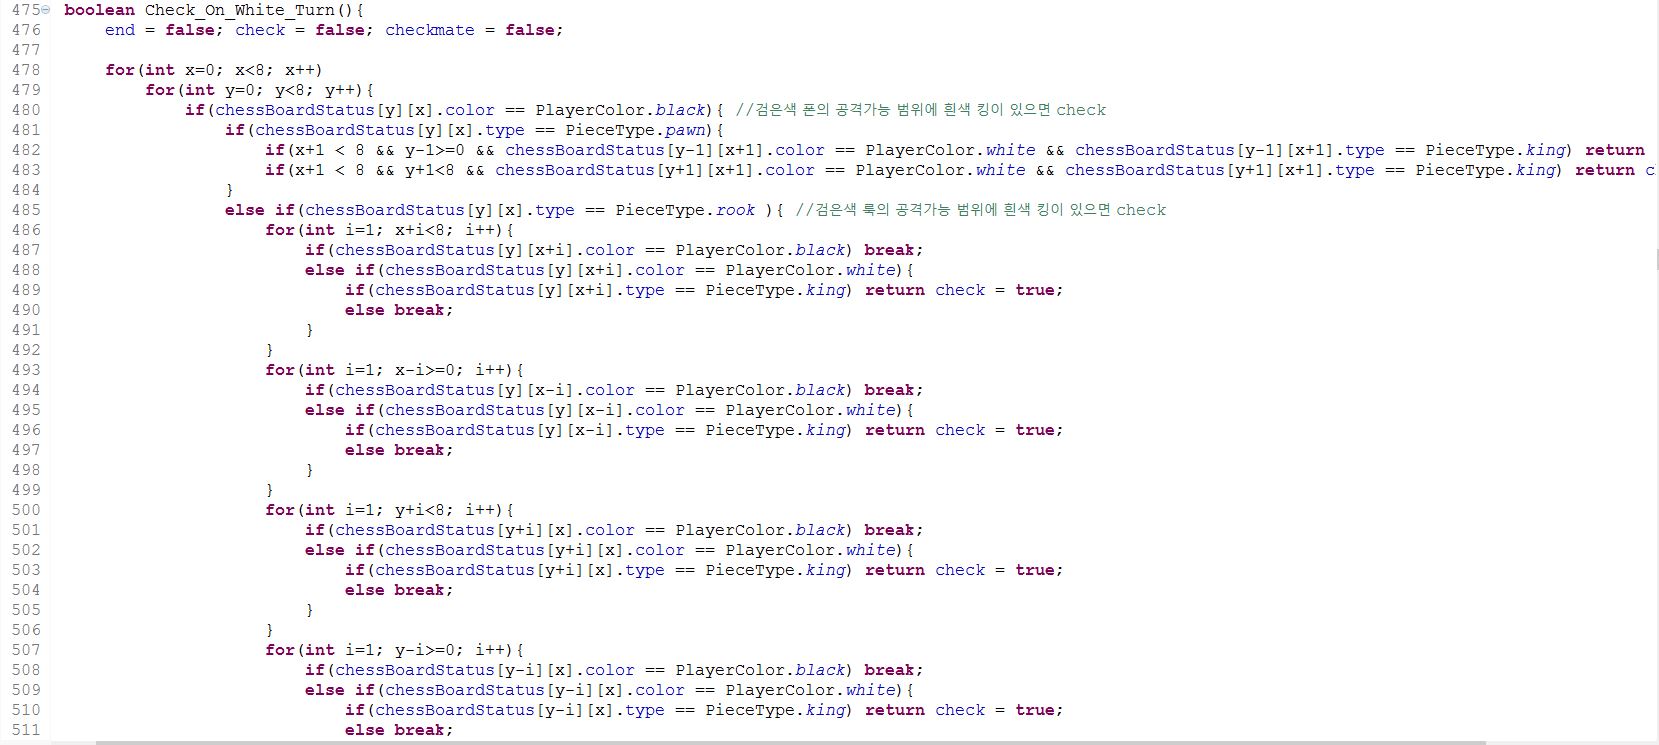 475 boolean Check_On_White_Turn(){
476 end = false; check = false; checkmate = false;
477
478 for(int x=0; x<8; x++)
479 for(int y=0; y<8; y++){
480 if(chessBoardStatus[y][x].color == PlayerColor.black){ //검은색 폰의 공격가능 범위에 흰색 킹이 있으면 check
481 if(chessBoardStatus[y][x].type == PieceType.pawn){
482 if(x+1 < 8 && y-1>=0 && chessBoardStatus[y-1][x+1].color == PlayerColor.white && chessBoardStatus[y-1][x+1].type == PieceType.king) return
483 if(x+1 < 8 && y+1<8 && chessBoardStatus[y+1][x+1].color == PlayerColor.white && chessBoardStatus[y+1][x+1].type == PieceType.king) return c
484 }
485 else if(chessBoardStatus[y][x].type == PieceType.rook ){ //검은색 룩의 공격가능 범위에 흰색 킹이 있으면 check
486 for(int i=1; x+i<8; i++){
487 if(chessBoardStatus[y][x+i].color == PlayerColor.black) break;
488 else if(chessBoardStatus[y][x+i].color == PlayerColor.white){
489 if(chessBoardStatus[y][x+i].type == PieceType.king) return check = true;
490 else break;
491 }
492 }
493 for(int i=1; x-i>=0; i++){
494 if(chessBoardStatus[y][x-i].color == PlayerColor.black) break;
495 else if(chessBoardStatus[y][x-i].color == PlayerColor.white){
496 if(chessBoardStatus[y][x-i].type == PieceType.king) return check = true;
497 else break;
498 }
499 }
500 for(int i=1; y+i<8; i++){
501 if(chessBoardStatus[y+i][x].color == PlayerColor.black) break;
502 else if(chessBoardStatus[y+i][x].color == PlayerColor.white){
503 if(chessBoardStatus[y+i][x].type == PieceType.king) return check = true;
504 else break;
505 }
506 }
507 for(int i=1; y-i>=0; i++){
508 if(chessBoardStatus[y-i][x].color == PlayerColor.black) break;
509 else if(chessBoardStatus[y-i][x].color == PlayerColor.white){
510 if(chessBoardStatus[y-i][x].type == PieceType.king) return check = true;
511 else break;